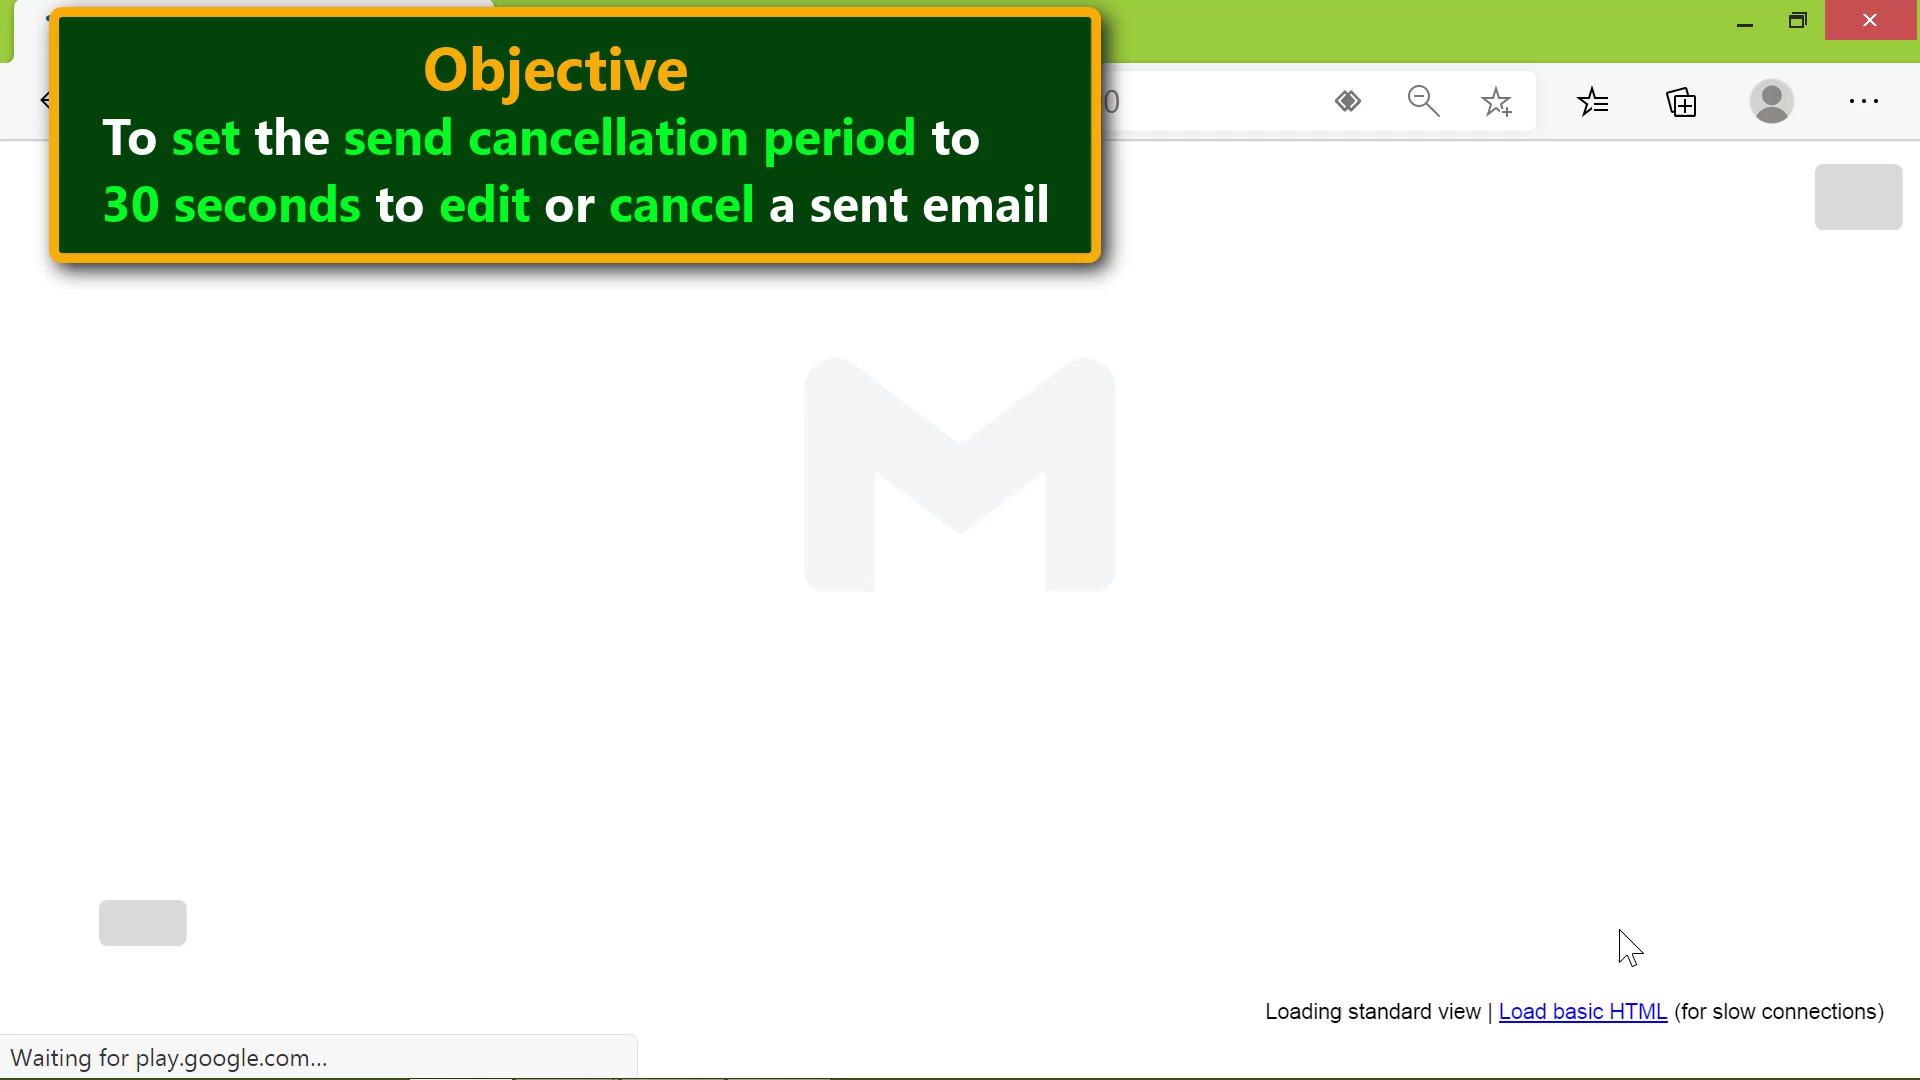 Objective
To set the send cancellation period to
30 seconds to edit or cancel a sent email
0
Loading standard view | Load basic HTML (for slow connections)
Waiting for play.google.com...